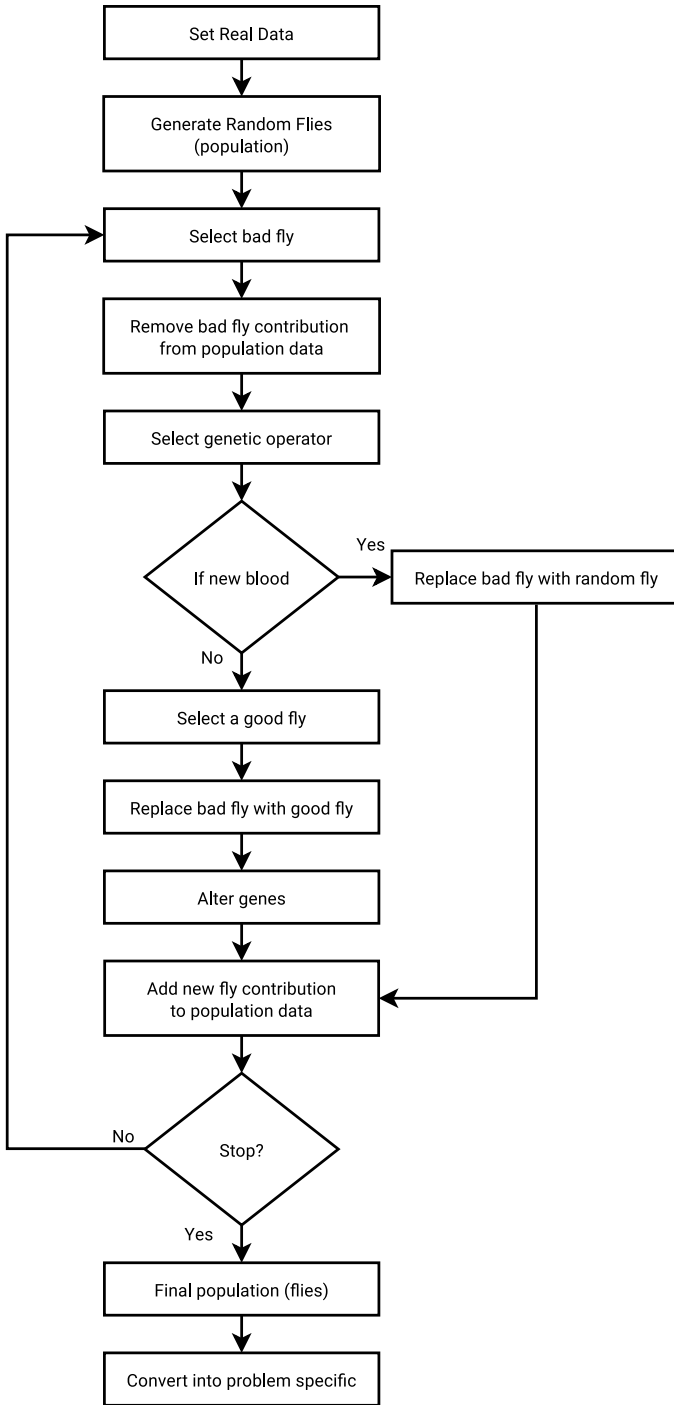 Set Real Data
Generate Random Flies
(population)
Select bad fly
Remove bad fly contribution
from population data
Select genetic operator
If new blood
Yes
Replace bad fly with random fly
No
Select a good fly
Replace bad fly with good fly
Alter genes
Add new fly contribution
to population data
Stop?
No
Yes
Final population (flies)
Convert into problem specific